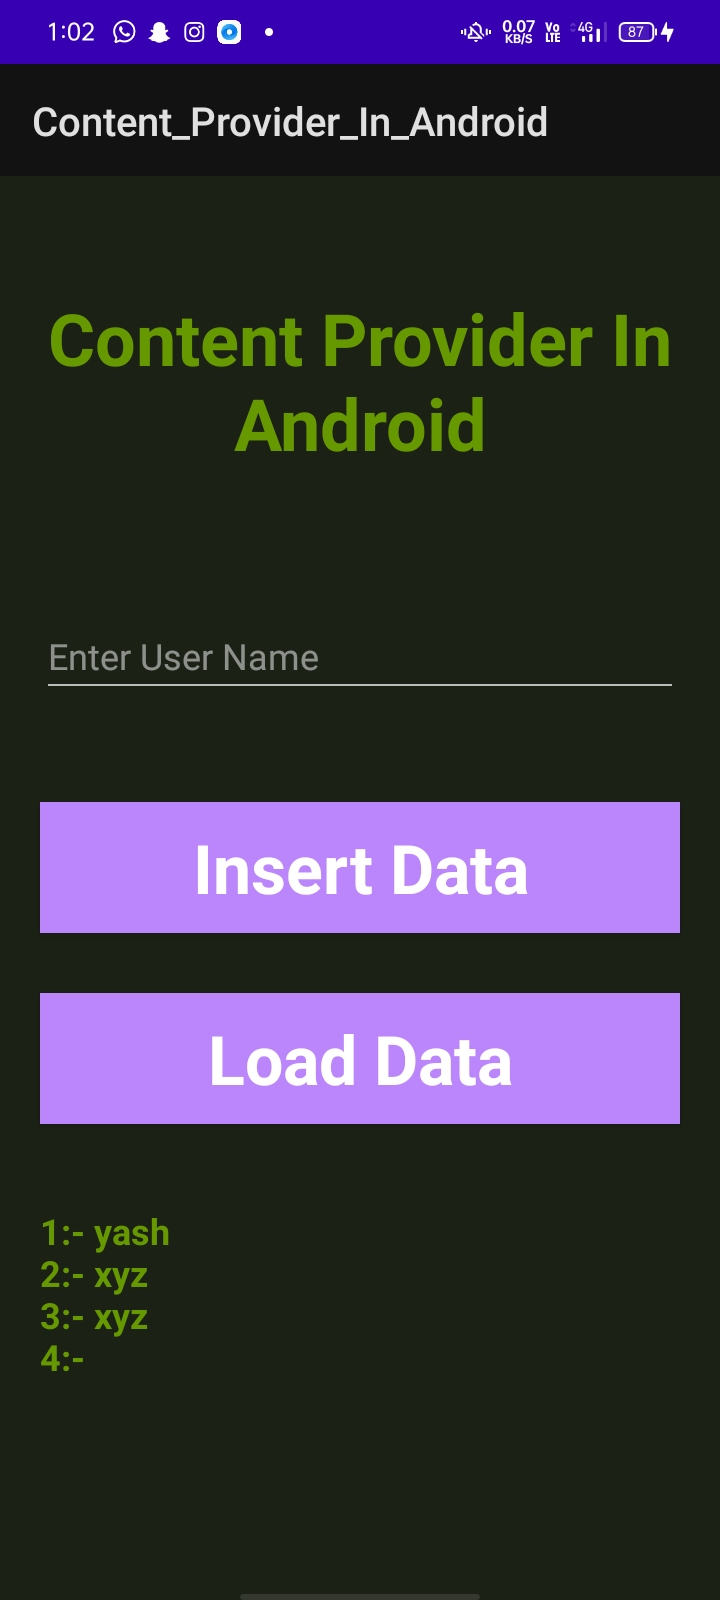 1:02 0.07 KB/S Vo LTE 4G 87
Content_Provider_In_Android
Content Provider In
Android
Enter User Name
Insert Data
Load Data
1:- yash
2:- xyz
3:- xyz
4:-